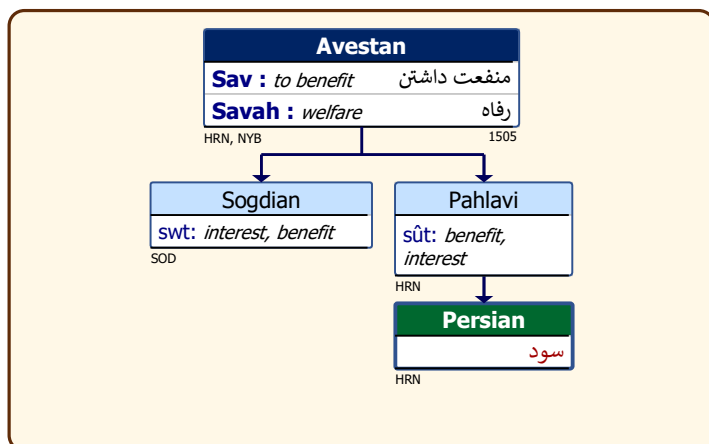 Avestan
Sav : to benefit منفعت داشتن
Savah : welfare رفاه
HRN, NYB 1505
Sogdian
swt: interest, benefit
SOD
Pahlavi
sût: benefit,
interest
HRN
Persian
سود
HRN